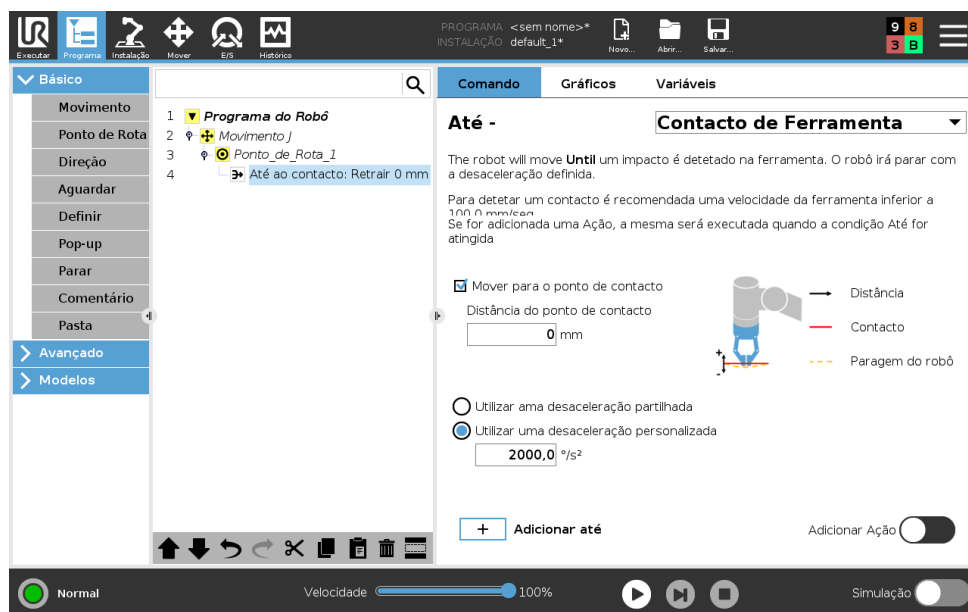 PROGRAMA <sem nome>*
INSTALAÇÃO default_1*
UR
Executar
Programa
Instalação
Mover
E/S
Histórico
Novo...
Abrir...
Salvar...
9 8
3 B
Básico
Movimento
Ponto de Rota
Direção
Aguardar
Definir
Pop-up
Parar
Comentário
Pasta
Avançado
Modelos
1 Programa do Robô
2 Movimento J
3 Ponto_de_Rota_1
4 Até ao contacto: Retrair 0 mm
Comando Gráficos Variáveis
Até - Contacto de Ferramenta
The robot will move Until um impacto é detetado na ferramenta. O robô irá parar com
a desaceleração definida.
Para detetar um contacto é recomendada uma velocidade da ferramenta inferior a
100.0 mm/seg
Se for adicionada uma Ação, a mesma será executada quando a condição Até for
atingida
Mover para o ponto de contacto
Distância do ponto de contacto
0 mm
Distância
Contacto
Paragem do robô
+
-
Utilizar ama desaceleração partilhada
Utilizar uma desaceleração personalizada
2000,0 °/s²
+ Adicionar até
Adicionar Ação
Normal
Velocidade 100%
Simulação